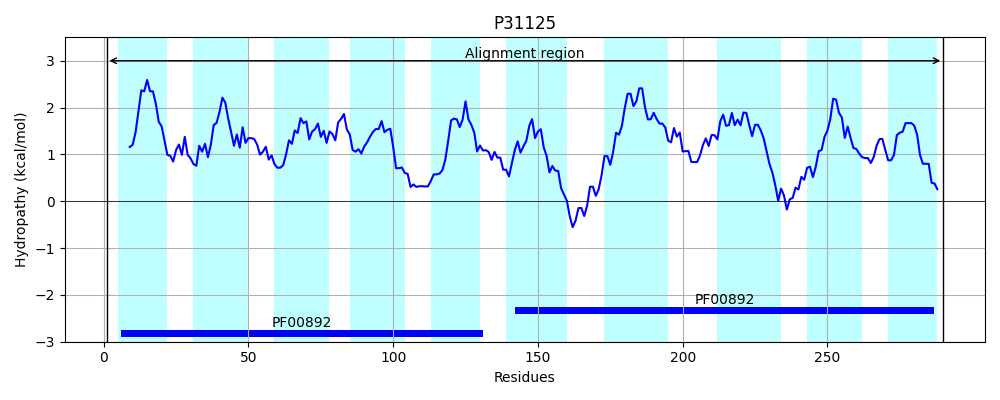 P31125
Alignment region
Hydropathy (kcal/mol)
3
2
1
0
−1
−2
−3
PF00892
PF00892
0
50
100
150
200
250
Residues